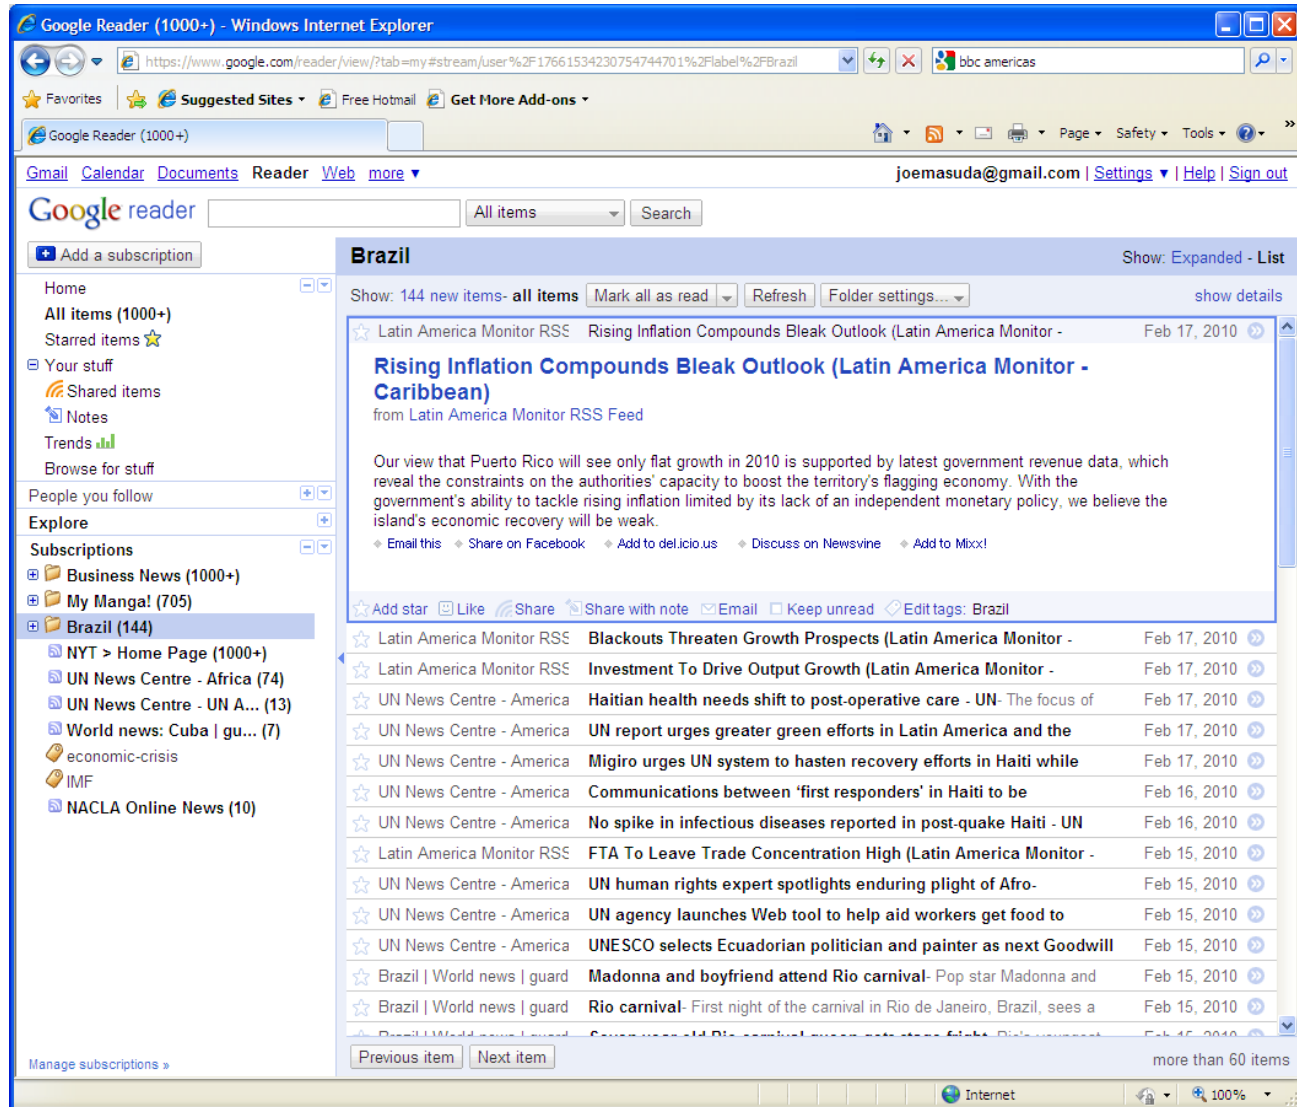 Google Reader (1000+) - Windows Internet Explorer
https://www.google.com/reader/view/?tab=my#stream/user%2F17661534230754744701%2Flabel%2FBrazil
bbc americas
Favorites Suggested Sites Free Hotmail Get More Add-ons
Google Reader (1000+)
Page Safety Tools
Gmail Calendar Documents Reader Web more ▼
joemasuda@gmail.com | Settings ▼ | Help | Sign out
Google reader All items Search
Add a subscription
Home
All items (1000+)
Starred items
Your stuff
Shared items
Notes
Trends
Browse for stuff
People you follow
Explore
Subscriptions
Business News (1000+)
My Manga! (705)
Brazil (144)
NYT > Home Page (1000+)
UN News Centre - Africa (74)
UN News Centre - UN A... (13)
World news: Cuba | gu... (7)
economic-crisis
IMF
NACLA Online News (10)
Manage subscriptions »
Brazil Show: Expanded - List
Show: 144 new items- all items Mark all as read Refresh Folder settings... show details
Latin America Monitor RSS Rising Inflation Compounds Bleak Outlook (Latin America Monitor - Feb 17, 2010
Rising Inflation Compounds Bleak Outlook (Latin America Monitor -
Caribbean)
from Latin America Monitor RSS Feed
Our view that Puerto Rico will see only flat growth in 2010 is supported by latest government revenue data, which
reveal the constraints on the authorities' capacity to boost the territory's flagging economy. With the
government's ability to tackle rising inflation limited by its lack of an independent monetary policy, we believe the
island's economic recovery will be weak.
Email this Share on Facebook Add to del.icio.us Discuss on Newsvine Add to Mixx!
Add star Like Share Share with note Email Keep unread Edit tags: Brazil
Latin America Monitor RSS Blackouts Threaten Growth Prospects (Latin America Monitor - Feb 17, 2010
Latin America Monitor RSS Investment To Drive Output Growth (Latin America Monitor - Feb 17, 2010
UN News Centre - America Haitian health needs shift to post-operative care - UN- The focus of Feb 17, 2010
UN News Centre - America UN report urges greater green efforts in Latin America and the Feb 17, 2010
UN News Centre - America Migiro urges UN system to hasten recovery efforts in Haiti while Feb 17, 2010
UN News Centre - America Communications between ‘first responders’ in Haiti to be Feb 16, 2010
UN News Centre - America No spike in infectious diseases reported in post-quake Haiti - UN Feb 16, 2010
Latin America Monitor RSS FTA To Leave Trade Concentration High (Latin America Monitor - Feb 15, 2010
UN News Centre - America UN human rights expert spotlights enduring plight of Afro- Feb 15, 2010
UN News Centre - America UN agency launches Web tool to help aid workers get food to Feb 15, 2010
UN News Centre - America UNESCO selects Ecuadorian politician and painter as next Goodwill Feb 15, 2010
Brazil | World news | guard Madonna and boyfriend attend Rio carnival- Pop star Madonna and Feb 15, 2010
Brazil | World news | guard Rio carnival- First night of the carnival in Rio de Janeiro, Brazil, sees a Feb 15, 2010
Previous item Next item more than 60 items
Internet 100%